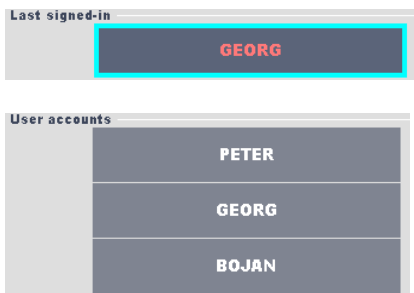 Last signed-in
GEORG
User accounts
PETER
GEORG
BOJAN